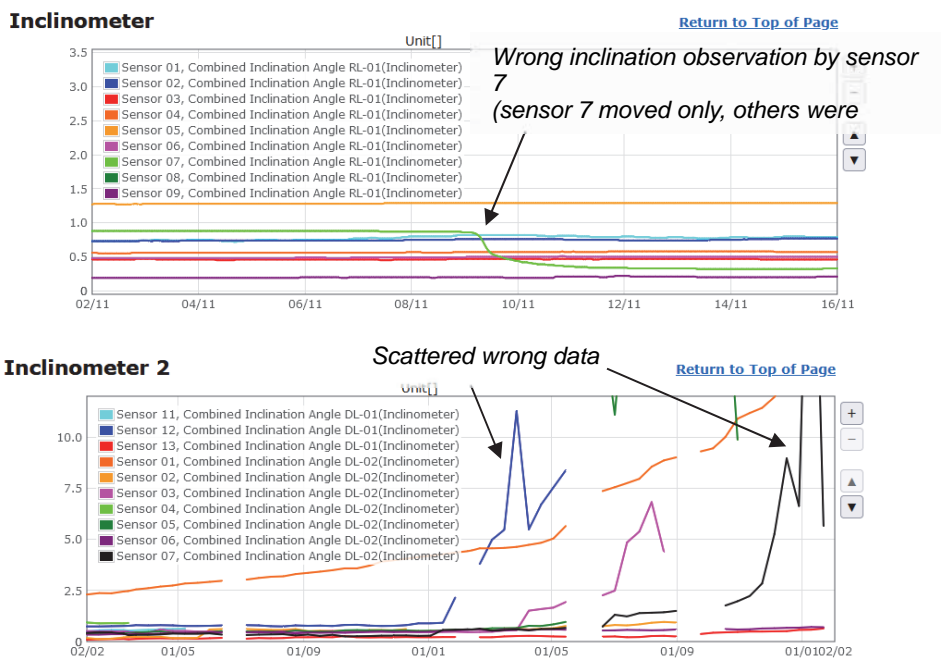 Inclinometer
Return to Top of Page
Unit[]
Wrong inclination observation by sensor
7
(sensor 7 moved only, others were
3.5
3.0
2.5
2.0
1.5
1.0
0.5
0
Sensor 01, Combined Inclination Angle RL-01(Inclinometer)
Sensor 02, Combined Inclination Angle RL-01(Inclinometer)
Sensor 03, Combined Inclination Angle RL-01(Inclinometer)
Sensor 04, Combined Inclination Angle RL-01(Inclinometer)
Sensor 05, Combined Inclination Angle RL-01(Inclinometer)
Sensor 06, Combined Inclination Angle RL-01(Inclinometer)
Sensor 07, Combined Inclination Angle RL-01(Inclinometer)
Sensor 08, Combined Inclination Angle RL-01(Inclinometer)
Sensor 09, Combined Inclination Angle RL-01(Inclinometer)
−
▲
▼
02/11 04/11 06/11 08/11 10/11 12/11 14/11 16/11
Inclinometer 2
Scattered wrong data
Return to Top of Page
Unit[]
10.0
7.5
5.0
2.5
0
Sensor 11, Combined Inclination Angle DL-01(Inclinometer)
Sensor 12, Combined Inclination Angle DL-01(Inclinometer)
Sensor 13, Combined Inclination Angle DL-01(Inclinometer)
Sensor 01, Combined Inclination Angle DL-02(Inclinometer)
Sensor 02, Combined Inclination Angle DL-02(Inclinometer)
Sensor 03, Combined Inclination Angle DL-02(Inclinometer)
Sensor 04, Combined Inclination Angle DL-02(Inclinometer)
Sensor 05, Combined Inclination Angle DL-02(Inclinometer)
Sensor 06, Combined Inclination Angle DL-02(Inclinometer)
Sensor 07, Combined Inclination Angle DL-02(Inclinometer)
+
−
▲
▼
02/02 01/05 01/09 01/01 01/05 01/09 01/0102/02